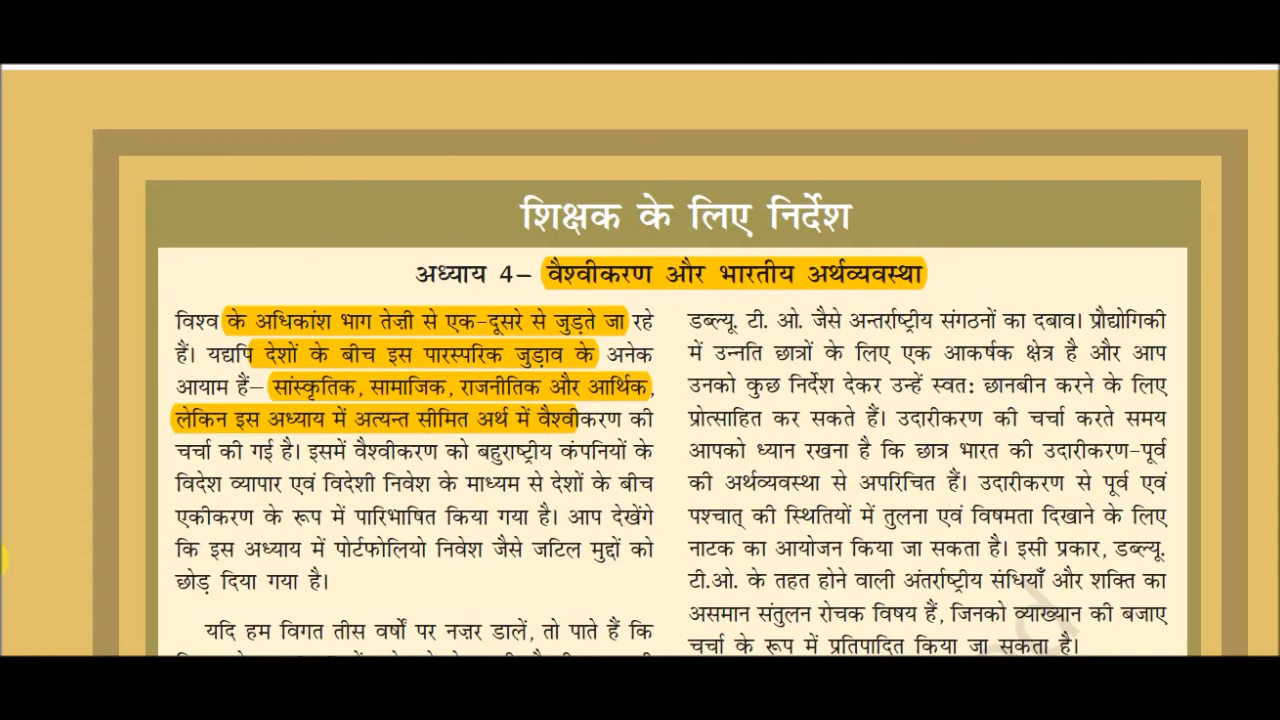 शिक्षक के लिए निर्देश
अध्याय 4– वैश्वीकरण और भारतीय अर्थव्यवस्था
विश्व के अधिकांश भाग तेज़ी से एक-दूसरे से जुड़ते जा रहे
हैं। यद्यपि देशों के बीच इस पारस्परिक जुड़ाव के अनेक
आयाम हैं– सांस्कृतिक, सामाजिक, राजनीतिक और आर्थिक,
लेकिन इस अध्याय में अत्यन्त सीमित अर्थ में वैश्वीकरण की
चर्चा की गई है। इसमें वैश्वीकरण को बहुराष्ट्रीय कंपनियों के
विदेश व्यापार एवं विदेशी निवेश के माध्यम से देशों के बीच
एकीकरण के रूप में पारिभाषित किया गया है। आप देखेंगे
कि इस अध्याय में पोर्टफोलियो निवेश जैसे जटिल मुद्दों को
छोड़ दिया गया है।
यदि हम विगत तीस वर्षों पर नज़र डालें, तो पाते हैं कि
डब्ल्यू. टी. ओ. जैसे अन्तर्राष्ट्रीय संगठनों का दबाव। प्रौद्योगिकी
में उन्नति छात्रों के लिए एक आकर्षक क्षेत्र है और आप
उनको कुछ निर्देश देकर उन्हें स्वत: छानबीन करने के लिए
प्रोत्साहित कर सकते हैं। उदारीकरण की चर्चा करते समय
आपको ध्यान रखना है कि छात्र भारत की उदारीकरण-पूर्व
की अर्थव्यवस्था से अपरिचित हैं। उदारीकरण से पूर्व एवं
पश्चात् की स्थितियों में तुलना एवं विषमता दिखाने के लिए
नाटक का आयोजन किया जा सकता है। इसी प्रकार, डब्ल्यू.
टी.ओ. के तहत होने वाली अंतर्राष्ट्रीय संधियाँ और शक्ति का
असमान संतुलन रोचक विषय हैं, जिनको व्याख्यान की बजाए
चर्चा के रूप में प्रतिपादित किया जा सकता है।